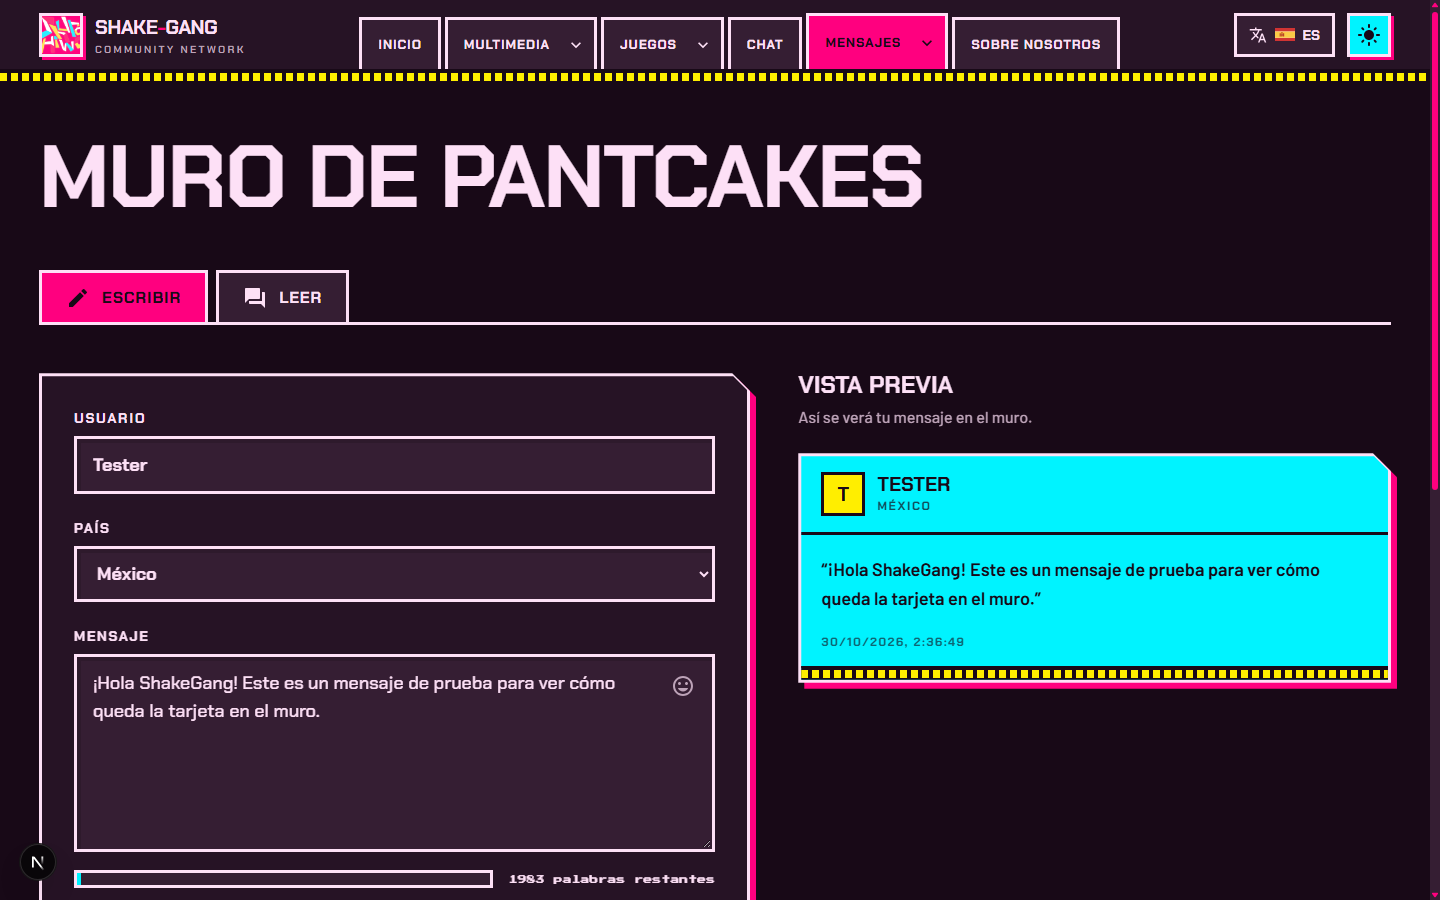 SHAKE-GANG
COMMUNITY NETWORK
INICIO
MULTIMEDIA
JUEGOS
CHAT
MENSAJES
SOBRE NOSOTROS
ES
MURO DE PANTCAKES
ESCRIBIR
LEER
USUARIO
Tester
PAÍS
México
MENSAJE
¡Hola ShakeGang! Este es un mensaje de prueba para ver cómo
queda la tarjeta en el muro.
1983 palabras restantes
VISTA PREVIA
Así se verá tu mensaje en el muro.
T
TESTER
MÉXICO
“¡Hola ShakeGang! Este es un mensaje de prueba para ver cómo
queda la tarjeta en el muro.”
30/10/2026, 2:36:49
N